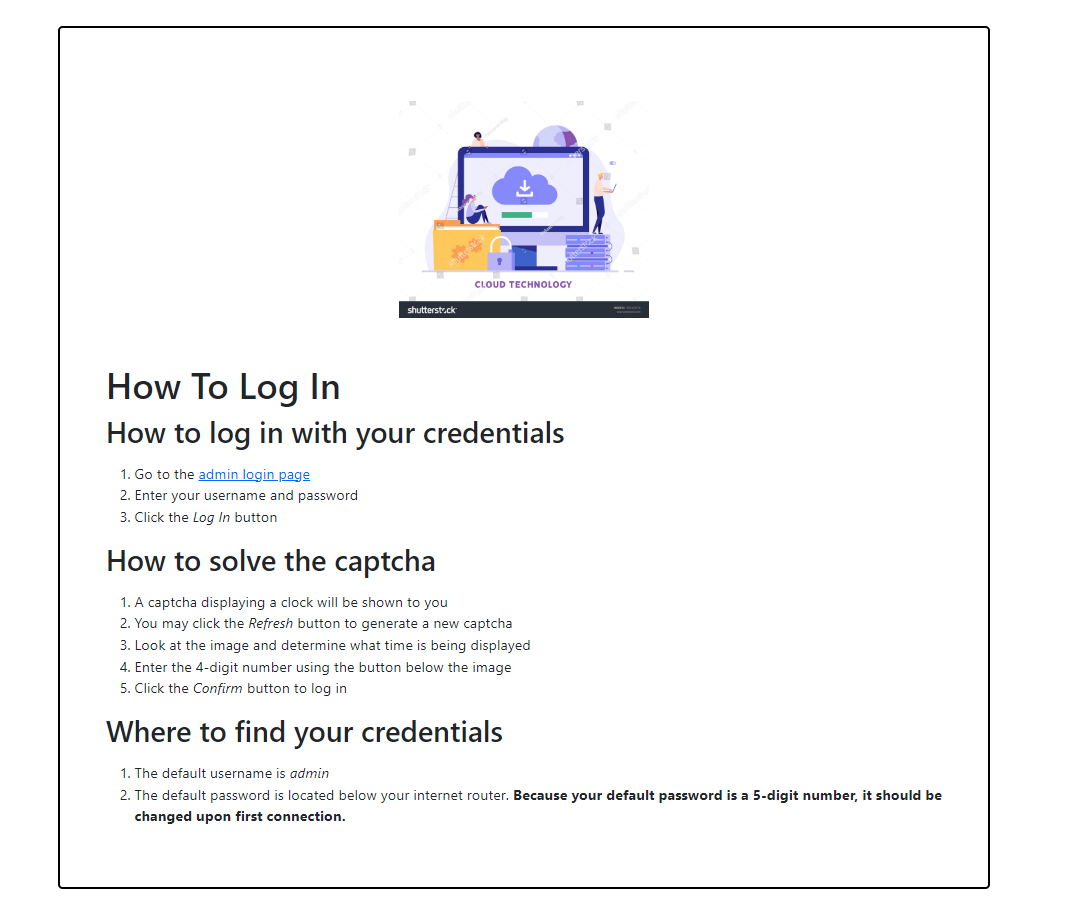 CLOUD TECHNOLOGY
shutterstock
How To Log In
How to log in with your credentials
1. Go to the admin login page
2. Enter your username and password
3. Click the Log In button
How to solve the captcha
1. A captcha displaying a clock will be shown to you
2. You may click the Refresh button to generate a new captcha
3. Look at the image and determine what time is being displayed
4. Enter the 4-digit number using the button below the image
5. Click the Confirm button to log in
Where to find your credentials
1. The default username is admin
2. The default password is located below your internet router. Because your default password is a 5-digit number, it should be
changed upon first connection.